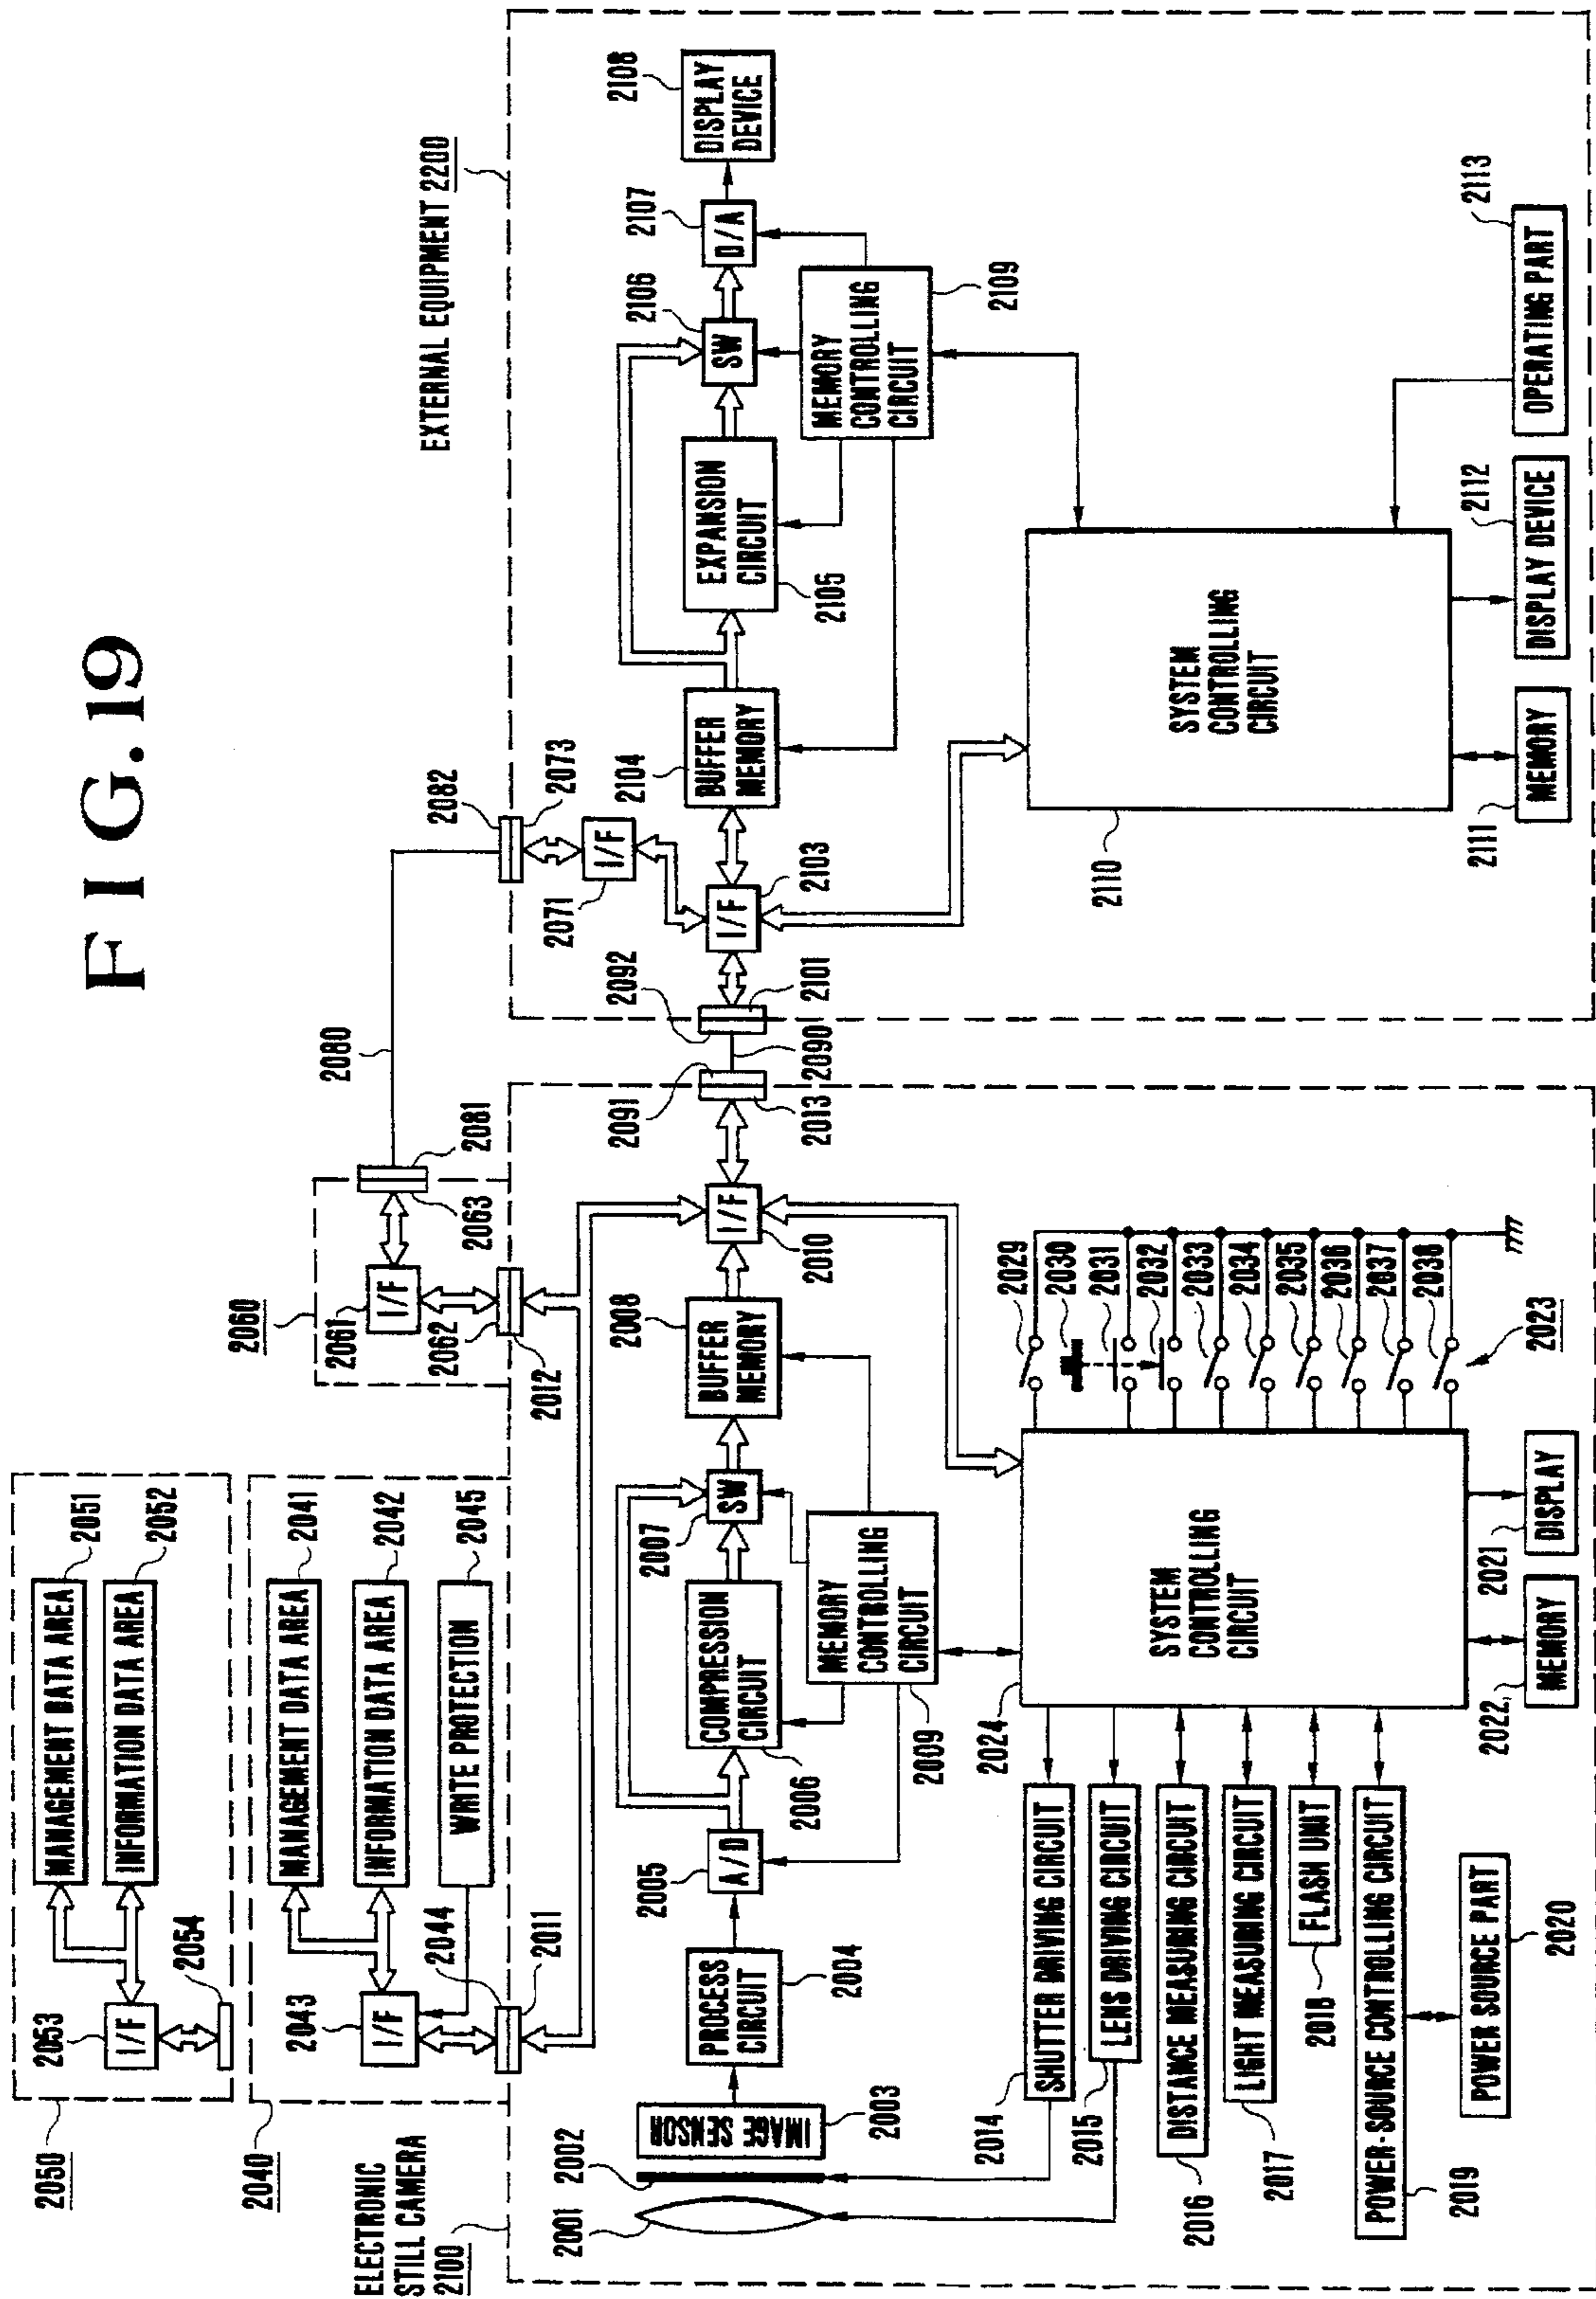 FIG.19
2050
2053
I/F
2054
MANAGEMENT DATA AREA
2051
INFORMATION DATA AREA
2052
2040
2043
I/F
2044
2011
MANAGEMENT DATA AREA
2041
INFORMATION DATA AREA
2042
WRITE PROTECTION
2045
2060
2061
I/F
2062
2012
2063
2081
2080
2082
2073
I/F
2071
EXTERNAL EQUIPMENT 2200
ELECTRONIC
STILL CAMERA
2100
2001
2002
IMAGE SENSOR
2003
PROCESS
CIRCUIT
2004
2005
A/D
COMPRESSION
CIRCUIT
2006
2007
SW
2008
BUFFER
MEMORY
I/F
2010
MEMORY
CONTROLLING
CIRCUIT
2009
2091
2013
2090
2092
2101
I/F
2103
2104
BUFFER
MEMORY
EXPANSION
CIRCUIT
2105
2106
SW
2107
D/A
2108
DISPLAY
DEVICE
MEMORY
CONTROLLING
CIRCUIT
2109
2014
SHUTTER DRIVING CIRCUIT
2015
LENS DRIVING CIRCUIT
2016
DISTANCE MEASURING CIRCUIT
2017
LIGHT MEASURING CIRCUIT
2018
FLASH UNIT
2019
POWER-SOURCE CONTROLLING CIRCUIT
POWER SOURCE PART
2020
2024
SYSTEM
CONTROLLING
CIRCUIT
2022
MEMORY
2021
DISPLAY
2029
2030
2031
2032
2033
2034
2035
2036
2037
2038
2023
2110
SYSTEM
CONTROLLING
CIRCUIT
2111
MEMORY
2112
DISPLAY DEVICE
2113
OPERATING PART